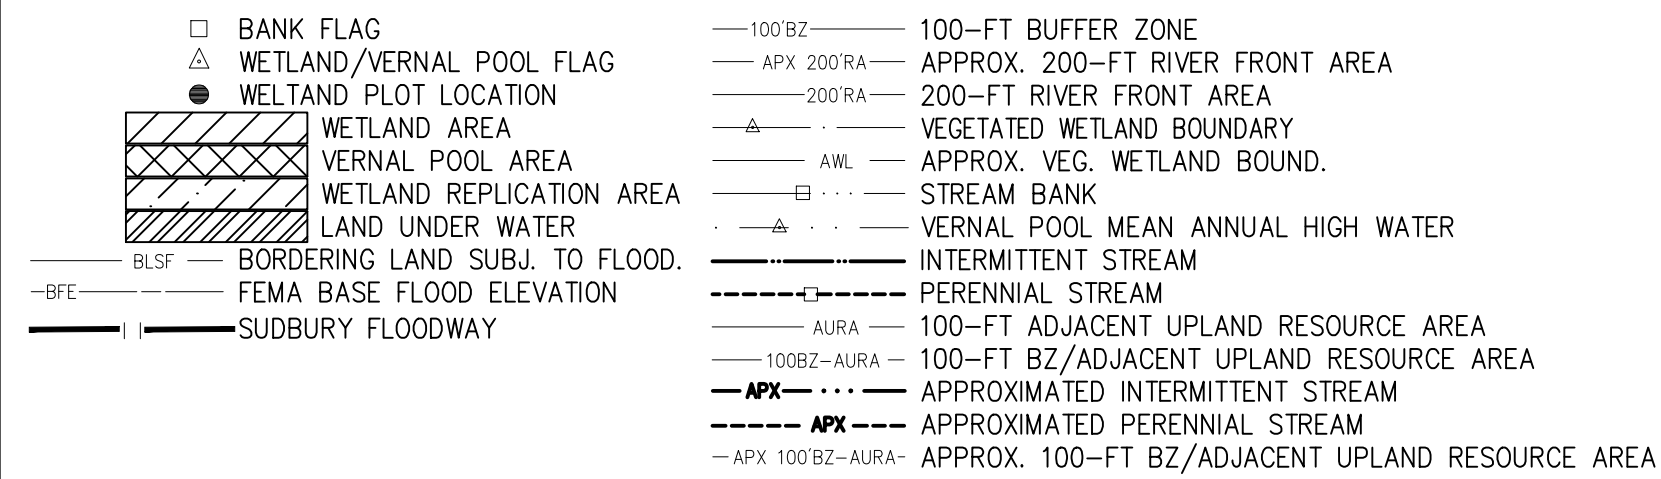 BANK FLAG
WETLAND/VERNAL POOL FLAG
WELTAND PLOT LOCATION
WETLAND AREA
VERNAL POOL AREA
WETLAND REPLICATION AREA
LAND UNDER WATER
BLSF BORDERING LAND SUBJ. TO FLOOD.
BFE FEMA BASE FLOOD ELEVATION
SUDBURY FLOODWAY
100'BZ 100-FT BUFFER ZONE
APX 200'RA APPROX. 200-FT RIVER FRONT AREA
200'RA 200-FT RIVER FRONT AREA
VEGETATED WETLAND BOUNDARY
AWL APPROX. VEG. WETLAND BOUND.
STREAM BANK
VERNAL POOL MEAN ANNUAL HIGH WATER
INTERMITTENT STREAM
PERENNIAL STREAM
AURA 100-FT ADJACENT UPLAND RESOURCE AREA
100BZ-AURA 100-FT BZ/ADJACENT UPLAND RESOURCE AREA
APX APPROXIMATED INTERMITTENT STREAM
APX APPROXIMATED PERENNIAL STREAM
APX 100'BZ-AURA APPROX. 100-FT BZ/ADJACENT UPLAND RESOURCE AREA